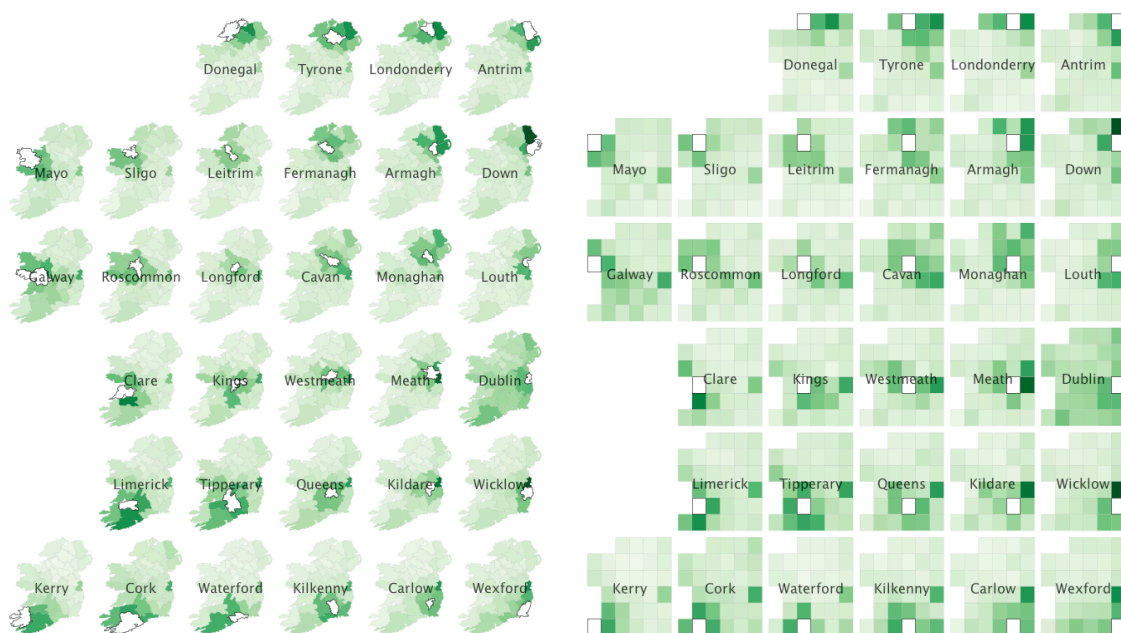 Donegal Tyrone Londonderry Antrim Donegal Tyrone Londonderry Antrim
Mayo Sligo Leitrim Fermanagh Armagh Down Mayo Sligo Leitrim Fermanagh Armagh Down
Galway Roscommon Longford Cavan Monaghan Louth Galway Roscommon Longford Cavan Monaghan Louth
Clare Kings Westmeath Meath Dublin Clare Kings Westmeath Meath Dublin
Limerick Tipperary Queens Kildare Wicklow Limerick Tipperary Queens Kildare Wicklow
Kerry Cork Waterford Kilkenny Carlow Wexford Kerry Cork Waterford Kilkenny Carlow Wexford